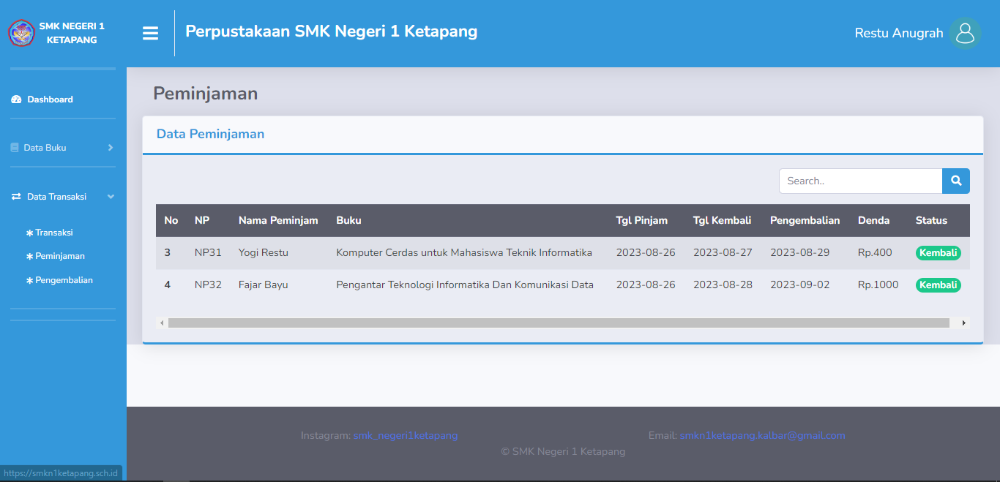 SMK NEGERI 1
KETAPANG
Perpustakaan SMK Negeri 1 Ketapang
Restu Anugrah
Dashboard
Data Buku
Data Transaksi
Transaksi
Peminjaman
Pengembalian
Peminjaman
Data Peminjaman
Search..
No NP Nama Peminjam Buku Tgl Pinjam Tgl Kembali Pengembalian Denda Status
3 NP31 Yogi Restu Komputer Cerdas untuk Mahasiswa Teknik Informatika 2023-08-26 2023-08-27 2023-08-29 Rp.400 Kembali
4 NP32 Fajar Bayu Pengantar Teknologi Informatika Dan Komunikasi Data 2023-08-26 2023-08-28 2023-09-02 Rp.1000 Kembali
Instagram: smk_negeri1ketapang Email: smkn1ketapang.kalbar@gmail.com
© SMK Negeri 1 Ketapang
https://smkn1ketapang.sch.id